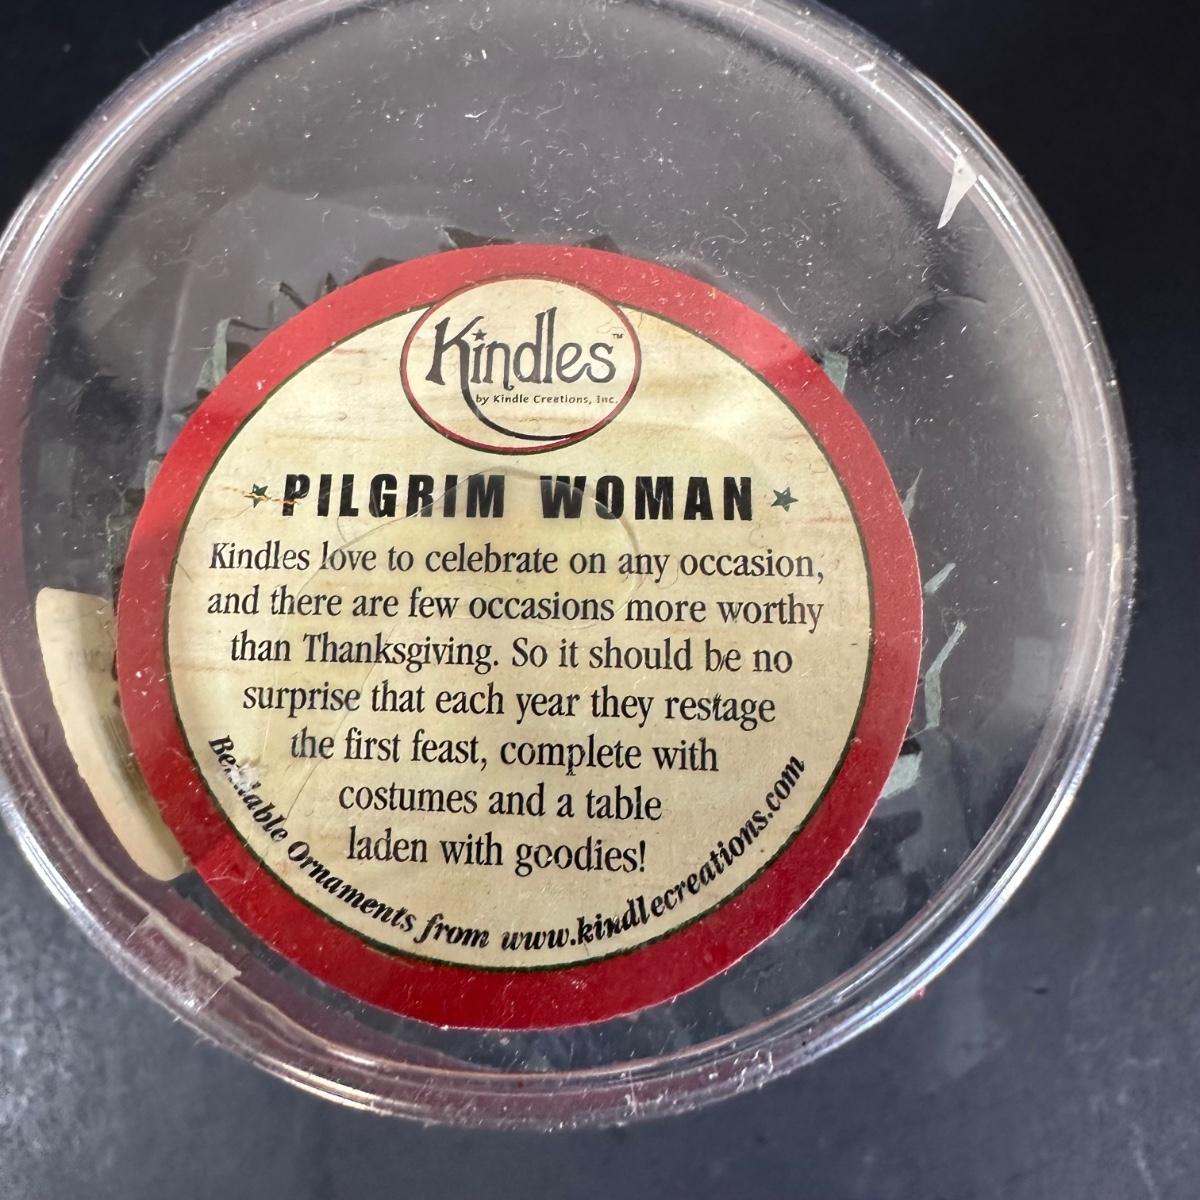 Kindles™
by Kindle Creations, Inc.
PILGRIM WOMAN
Kindles love to celebrate on any occasion,
and there are few occasions more worthy
than Thanksgiving. So it should be no
surprise that each year they restage
the first feast, complete with
costumes and a table
laden with goodies!
Bendable Ornaments from www.kindlecreations.com